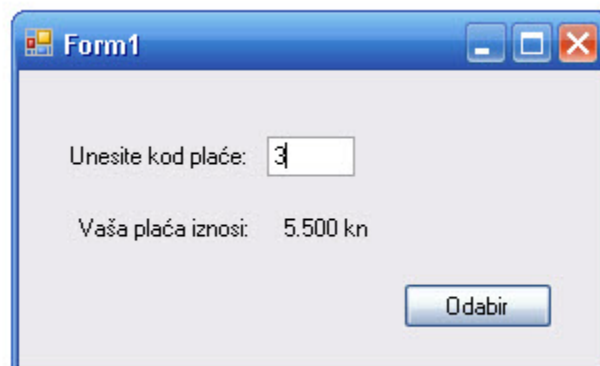 Form1
Unesite kod plaće: 3
Vaša plaća iznosi: 5.500 kn
Odabir